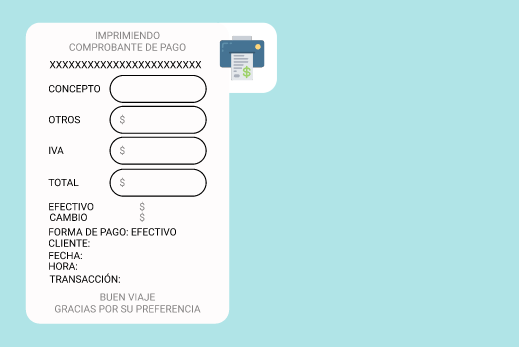 IMPRIMIENDO
COMPROBANTE DE PAGO
XXXXXXXXXXXXXXXXXXXXXXXX
CONCEPTO
OTROS $
IVA $
TOTAL $
EFECTIVO $
CAMBIO $
FORMA DE PAGO: EFECTIVO
CLIENTE:
FECHA:
HORA:
TRANSACCIÓN:
BUEN VIAJE
GRACIAS POR SU PREFERENCIA